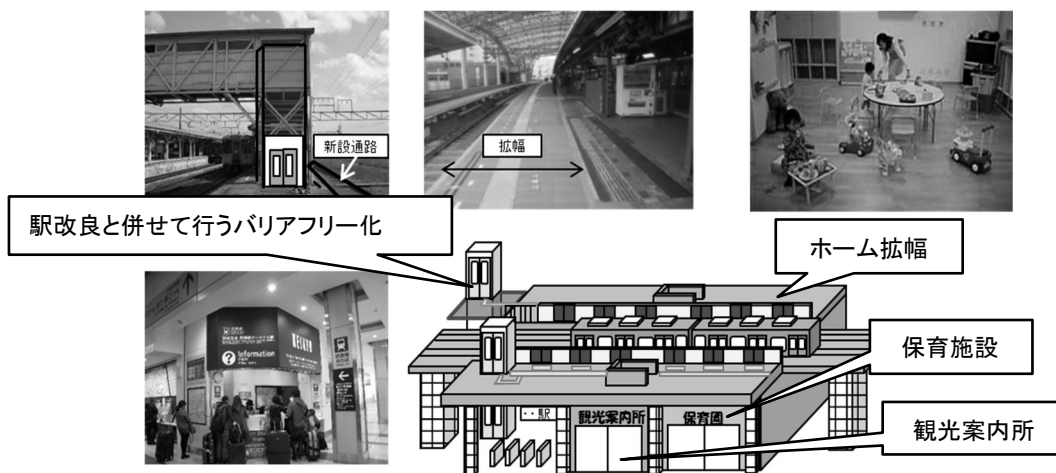 新設通路
拡幅
駅改良と併せて行うバリアフリー化
ホーム拡幅
Information
保育施設
・・駅
観光案内所
保育園
観光案内所